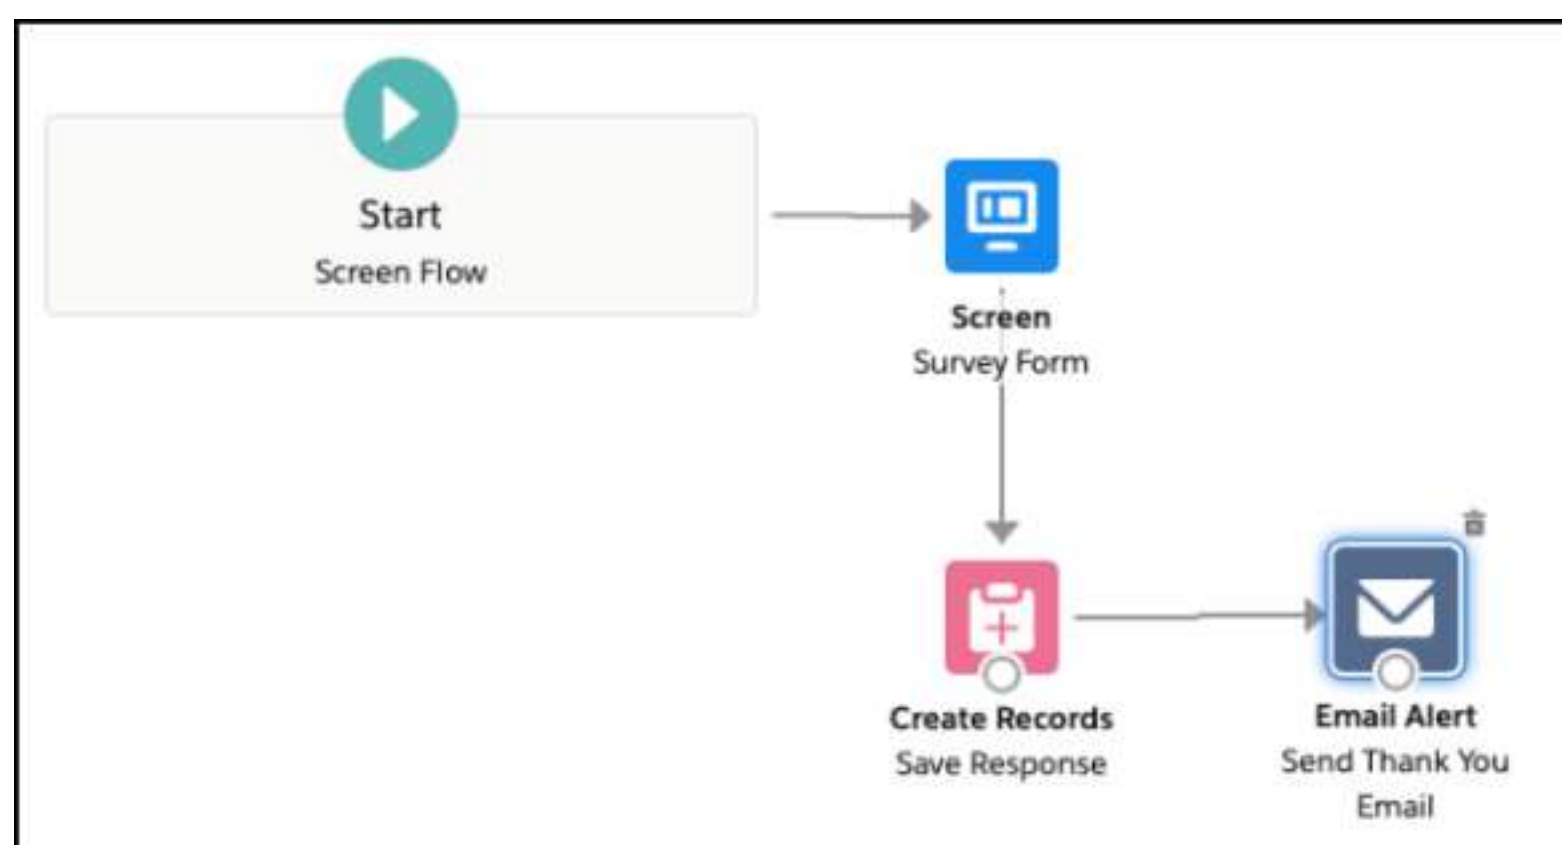 Start
Screen Flow
Screen
Survey Form
Create Records
Save Response
Email Alert
Send Thank You
Email